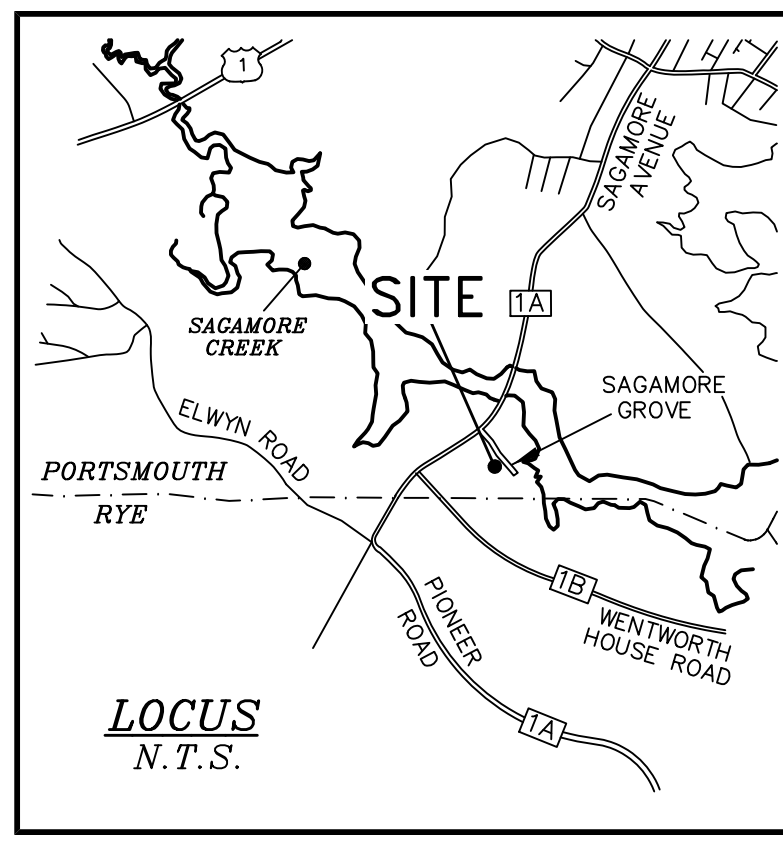 1
SAGAMORE
AVENUE
SITE
1A
SAGAMORE
CREEK
SAGAMORE
GROVE
ELWYN ROAD
PORTSMOUTH
RYE
1B
PIONEER
ROAD
WENTWORTH
HOUSE ROAD
LOCUS
N.T.S.
1A